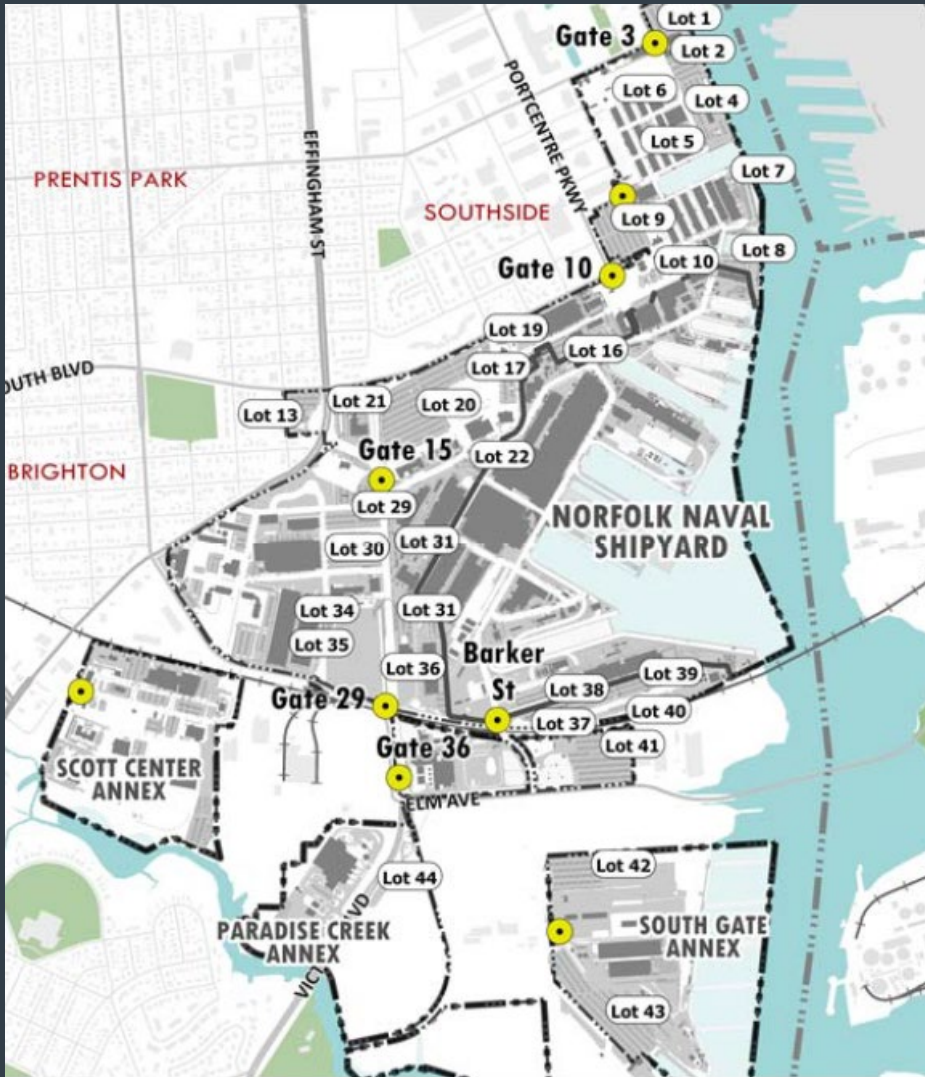 Lot 1
Gate 3
Lot 2
PORTCENTRE PKWY
Lot 6
Lot 4
EFFINGHAM ST
Lot 5
PRENTIS PARK
Lot 7
SOUTHSIDE
Lot 9
Lot 8
Gate 10
Lot 10
Lot 19
Lot 16
Lot 17
OUTH BLVD
Lot 13
Lot 21
Lot 20
Gate 15
Lot 22
BRIGHTON
Lot 29
NORFOLK NAVAL
SHIPYARD
Lot 31
Lot 30
Lot 34
Lot 31
Lot 35
Lot 36
Barker
St
Lot 39
Lot 38
Gate 29
Lot 40
Lot 37
Gate 36
Lot 41
SCOTT CENTER
ANNEX
ELM AVE
Lot 42
Lot 44
PARADISE CREEK
ANNEX
SOUTH GATE
ANNEX
VIC
VD
Lot 43